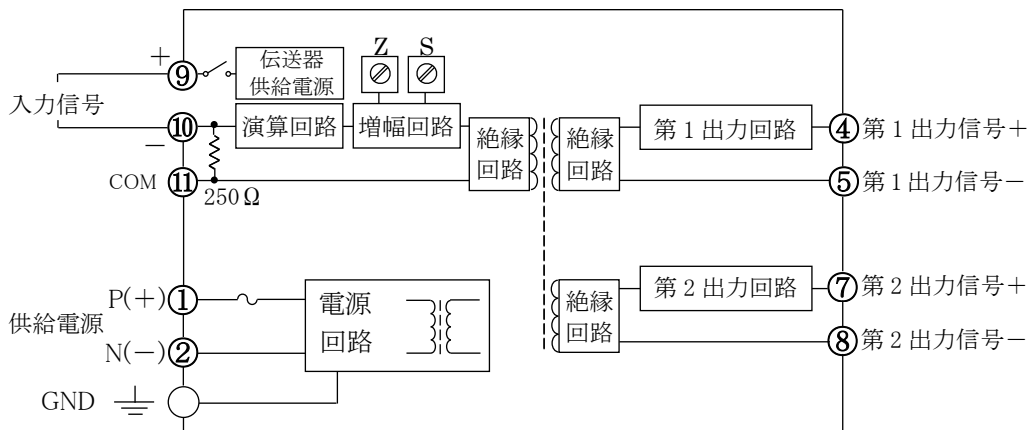 +
⑨
伝送器
供給電源
Z
S
入力信号
⑩
−
演算回路
増幅回路
COM
⑪
250Ω
絶縁
回路
絶縁
回路
第1出力回路
④ 第1出力信号+
⑤ 第1出力信号−
P(+) ①
供給電源
N(−) ②
GND
電源
回路
絶縁
回路
第2出力回路
⑦ 第2出力信号+
⑧ 第2出力信号−